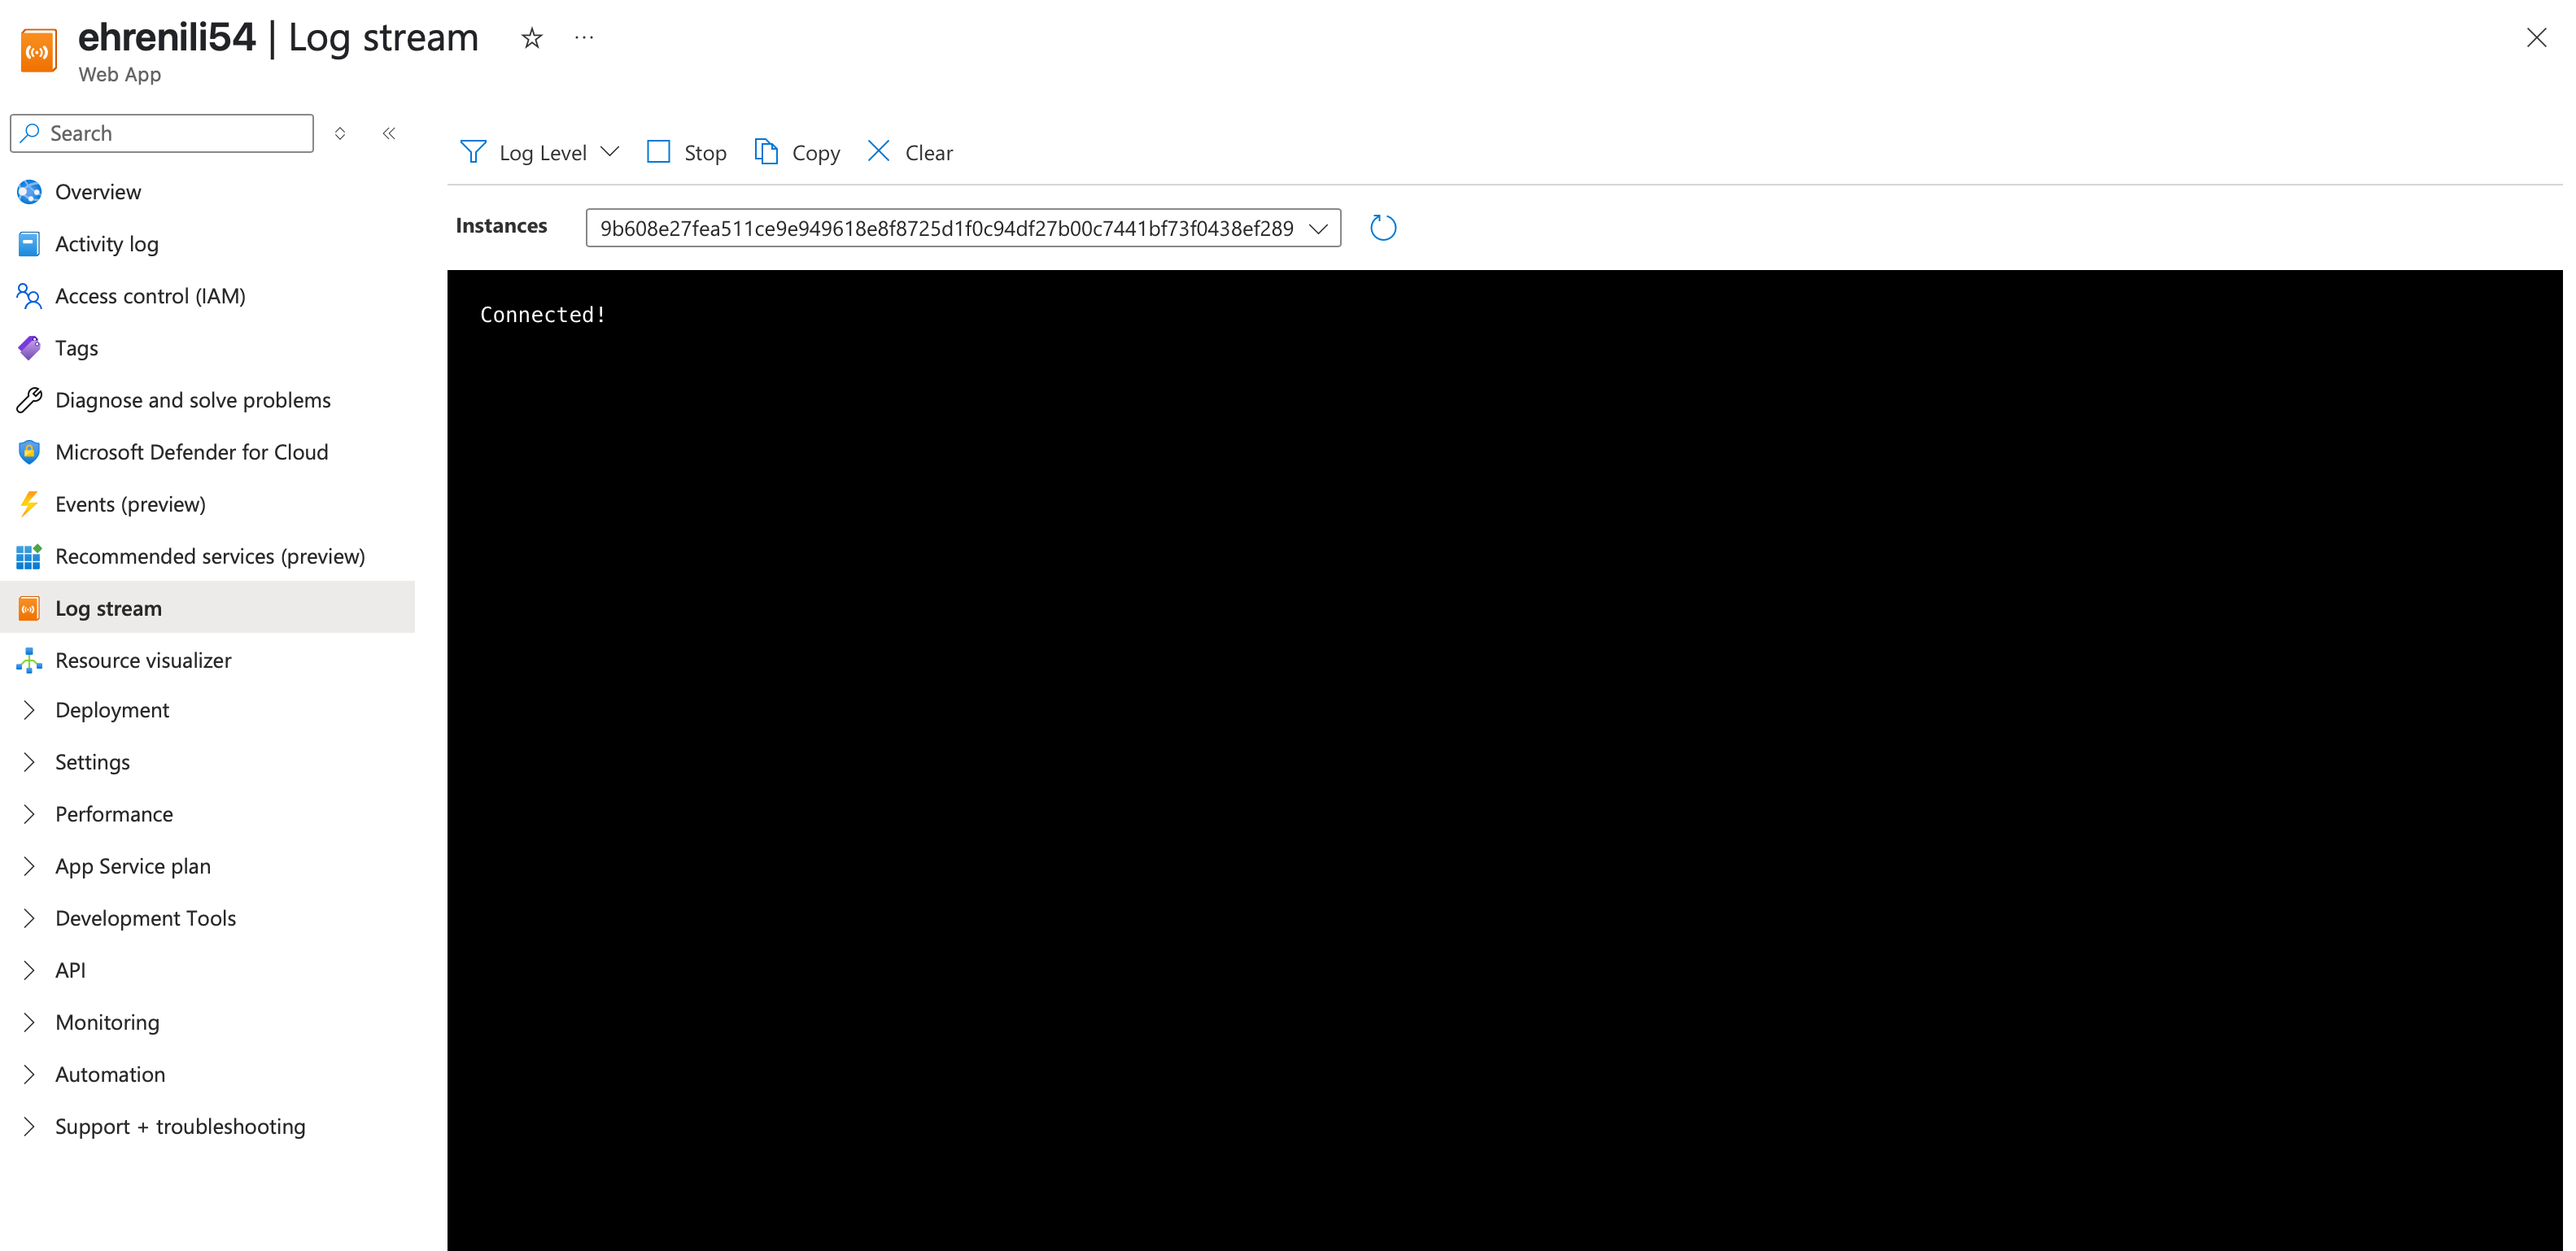 ehrenili54 | Log stream
Web App
Search
Overview
Activity log
Access control (IAM)
Tags
Diagnose and solve problems
Microsoft Defender for Cloud
Events (preview)
Recommended services (preview)
Log stream
Resource visualizer
Deployment
Settings
Performance
App Service plan
Development Tools
API
Monitoring
Automation
Support + troubleshooting
Log Level Stop Copy Clear
Instances 9b608e27fea511ce9e949618e8f8725d1f0c94df27b00c7441bf73f0438ef289
Connected!